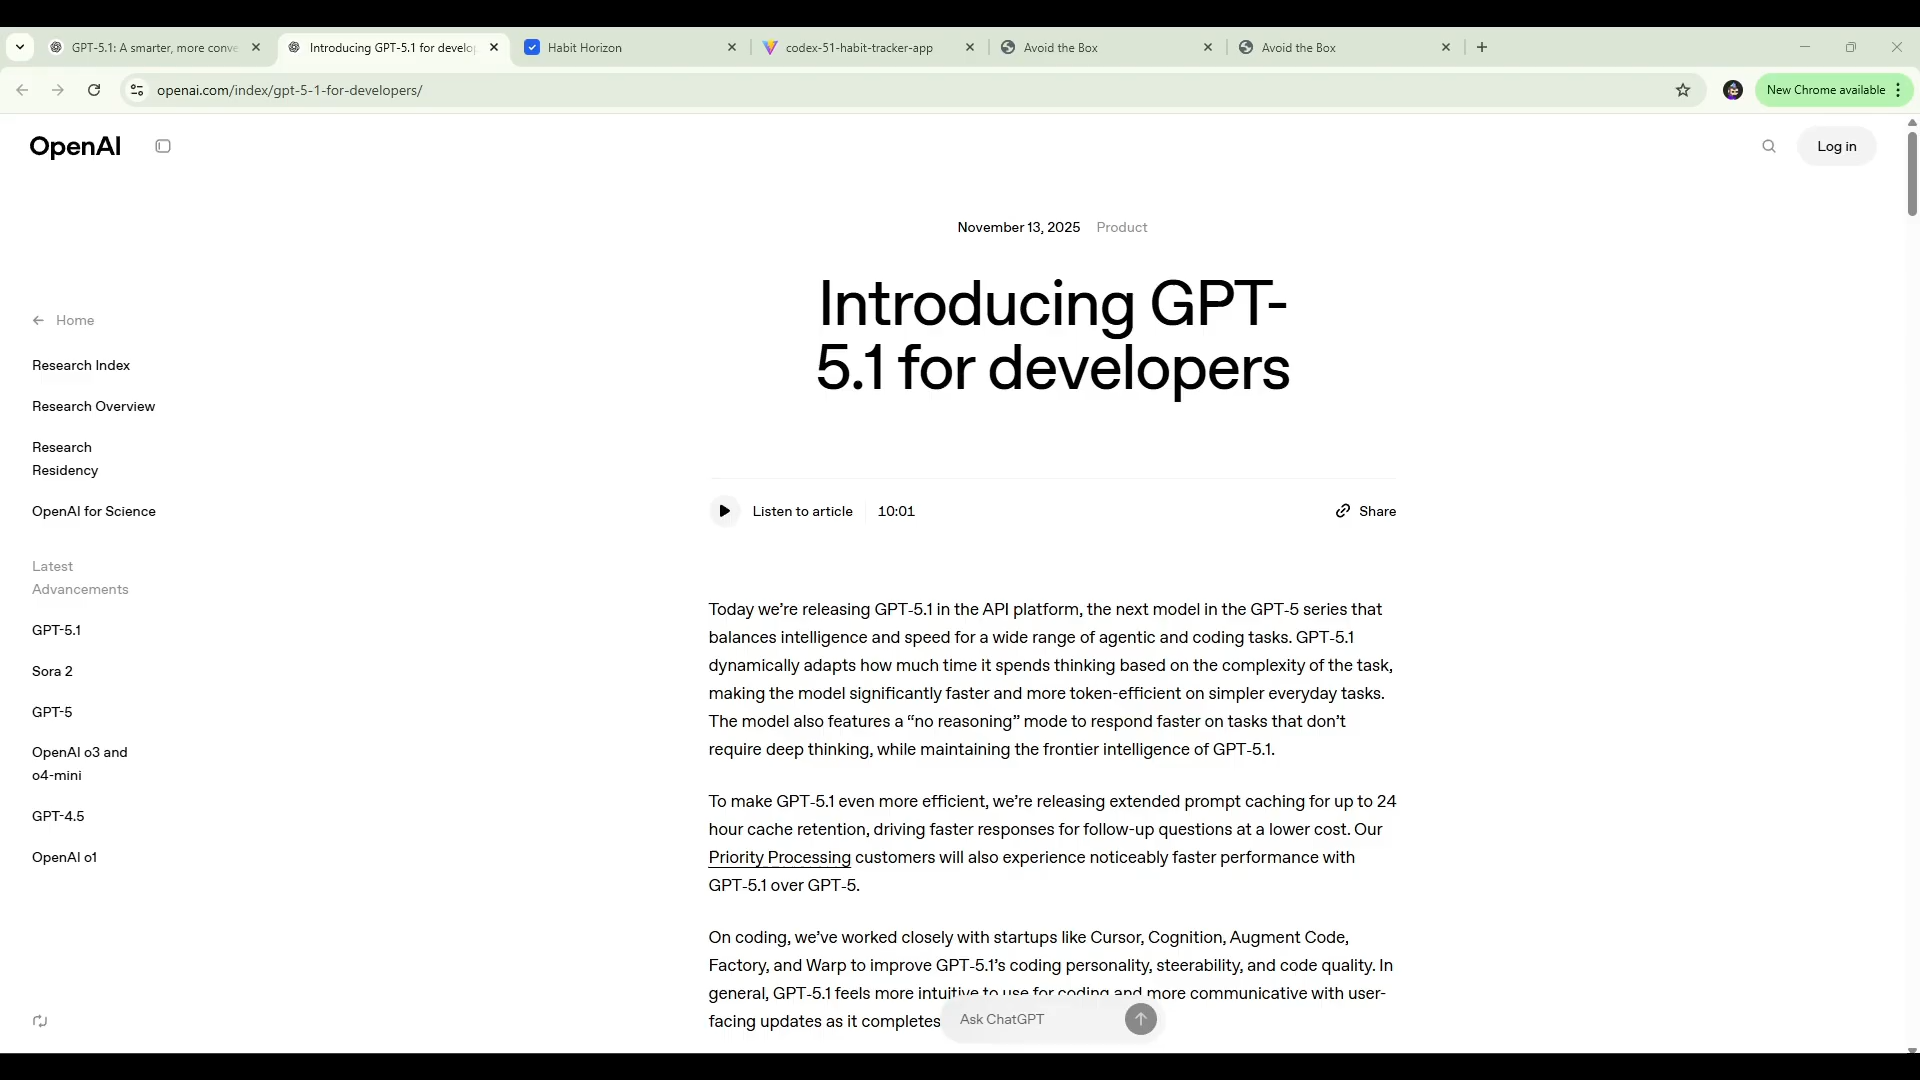 GPT-5.1: A smarter, more conve
Introducing GPT-5.1 for develop
Habit Horizon
codex-51-habit-tracker-app
Avoid the Box
Avoid the Box
openai.com/index/gpt-5-1-for-developers/
New Chrome available
OpenAI
Log in
November 13, 2025 Product
Introducing GPT-
5.1 for developers
Home
Research Index
Research Overview
Research
Residency
OpenAI for Science
Latest
Advancements
GPT-5.1
Sora 2
GPT-5
OpenAI o3 and
o4-mini
GPT-4.5
OpenAI o1
Listen to article 10:01
Share
Today we’re releasing GPT-5.1 in the API platform, the next model in the GPT-5 series that
balances intelligence and speed for a wide range of agentic and coding tasks. GPT-5.1
dynamically adapts how much time it spends thinking based on the complexity of the task,
making the model significantly faster and more token-efficient on simpler everyday tasks.
The model also features a “no reasoning” mode to respond faster on tasks that don’t
require deep thinking, while maintaining the frontier intelligence of GPT-5.1.
To make GPT-5.1 even more efficient, we’re releasing extended prompt caching for up to 24
hour cache retention, driving faster responses for follow-up questions at a lower cost. Our
Priority Processing customers will also experience noticeably faster performance with
GPT-5.1 over GPT-5.
On coding, we’ve worked closely with startups like Cursor, Cognition, Augment Code,
Factory, and Warp to improve GPT-5.1’s coding personality, steerability, and code quality. In
general, GPT-5.1 feels more intuitive to use for coding and more communicative with user-
facing updates as it completes
Ask ChatGPT